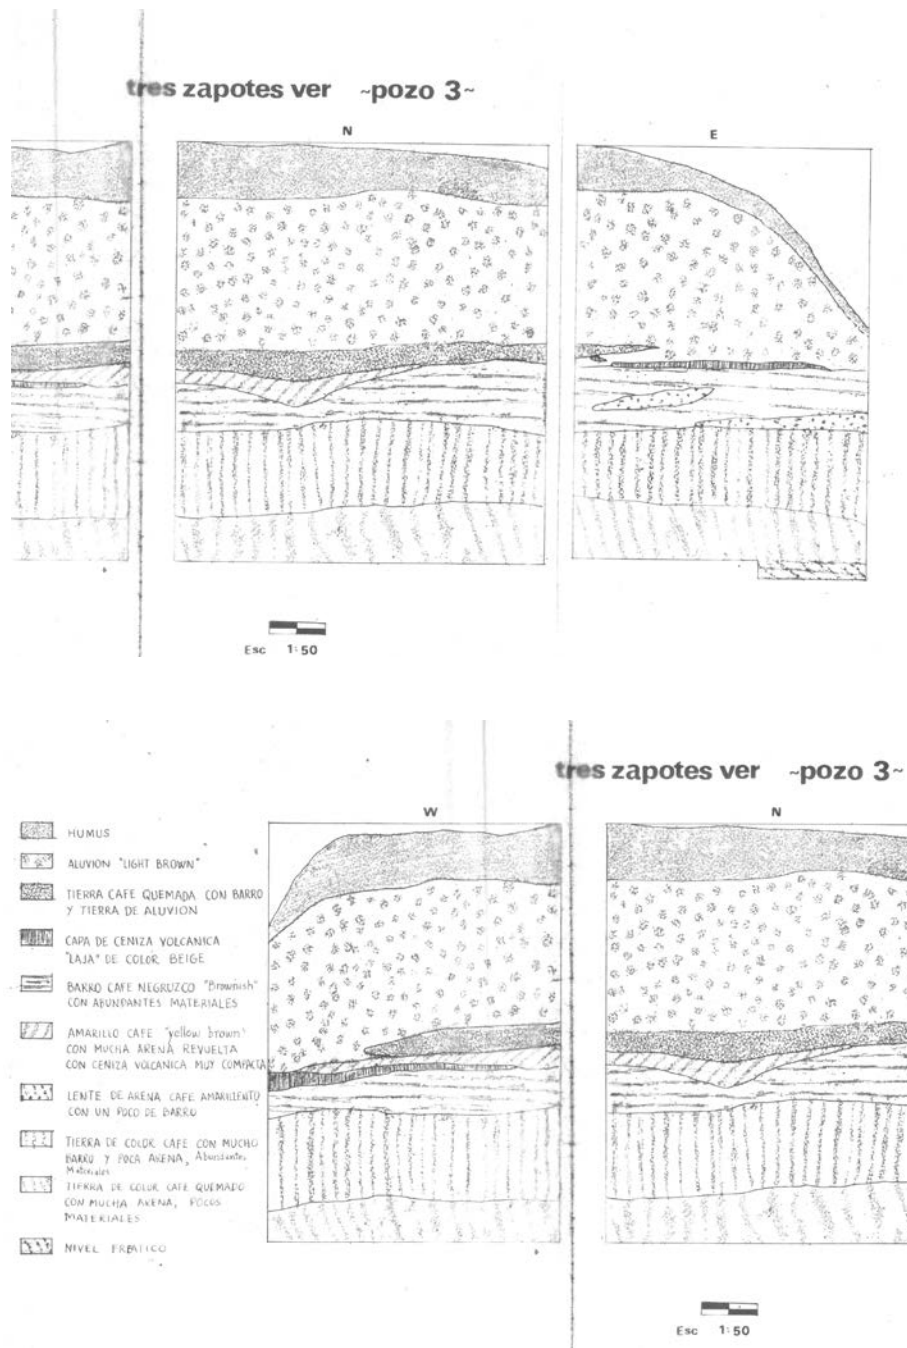 tres zapotes ver ~pozo 3~
N
E
Esc 1:50
tres zapotes ver ~pozo 3~
W
N
HUMUS
ALUVION "LIGHT BROWN"
TIERRA CAFE QUEMADA CON BARRO
Y TIERRA DE ALUVION
CAPA DE CENIZA VOLCANICA
"LAJA" DE COLOR BEIGE
BARRO CAFE NEGRUZCO "Brownish"
CON ABUNDANTES MATERIALES
AMARILLO CAFE "yellow brown"
CON MUCHA ARENA REVUELTA
CON CENIZA VOLCANICA MUY COMPACTA
LENTE DE ARENA CAFE AMARILLENTO
CON UN POCO DE BARRO
TIERRA DE COLOR CAFE CON MUCHO
BARRO Y POCA ARENA, Abundantes
Materiales
TIERRA DE COLOR CAFE QUEMADO
CON MUCHA ARENA, POCOS
MATERIALES
NIVEL FREATICO
Esc 1:50